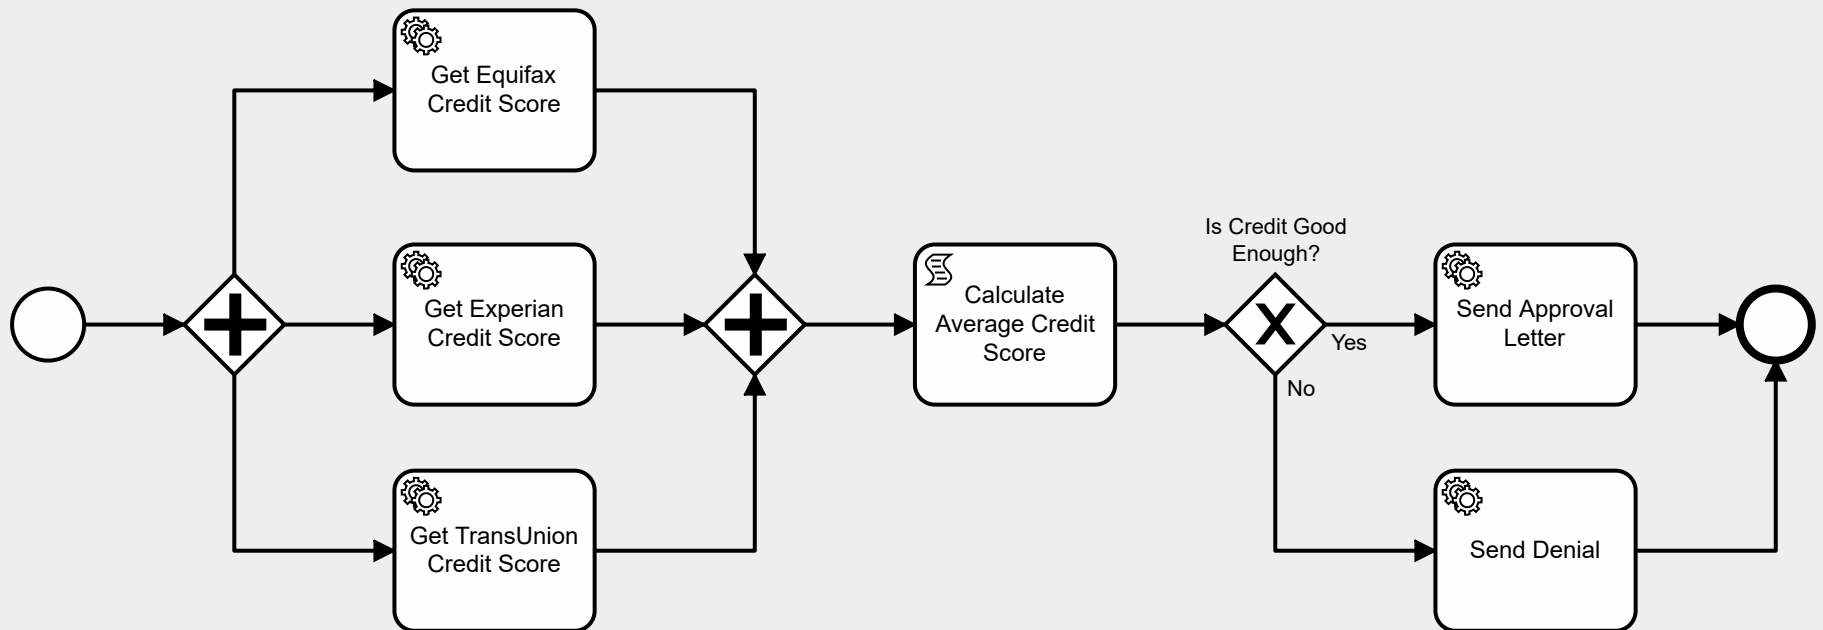 Get Equifax
Credit Score
Get Experian
Credit Score
Get TransUnion
Credit Score
Calculate
Average Credit
Score
Is Credit Good
Enough?
Yes
No
Send Approval
Letter
Send Denial